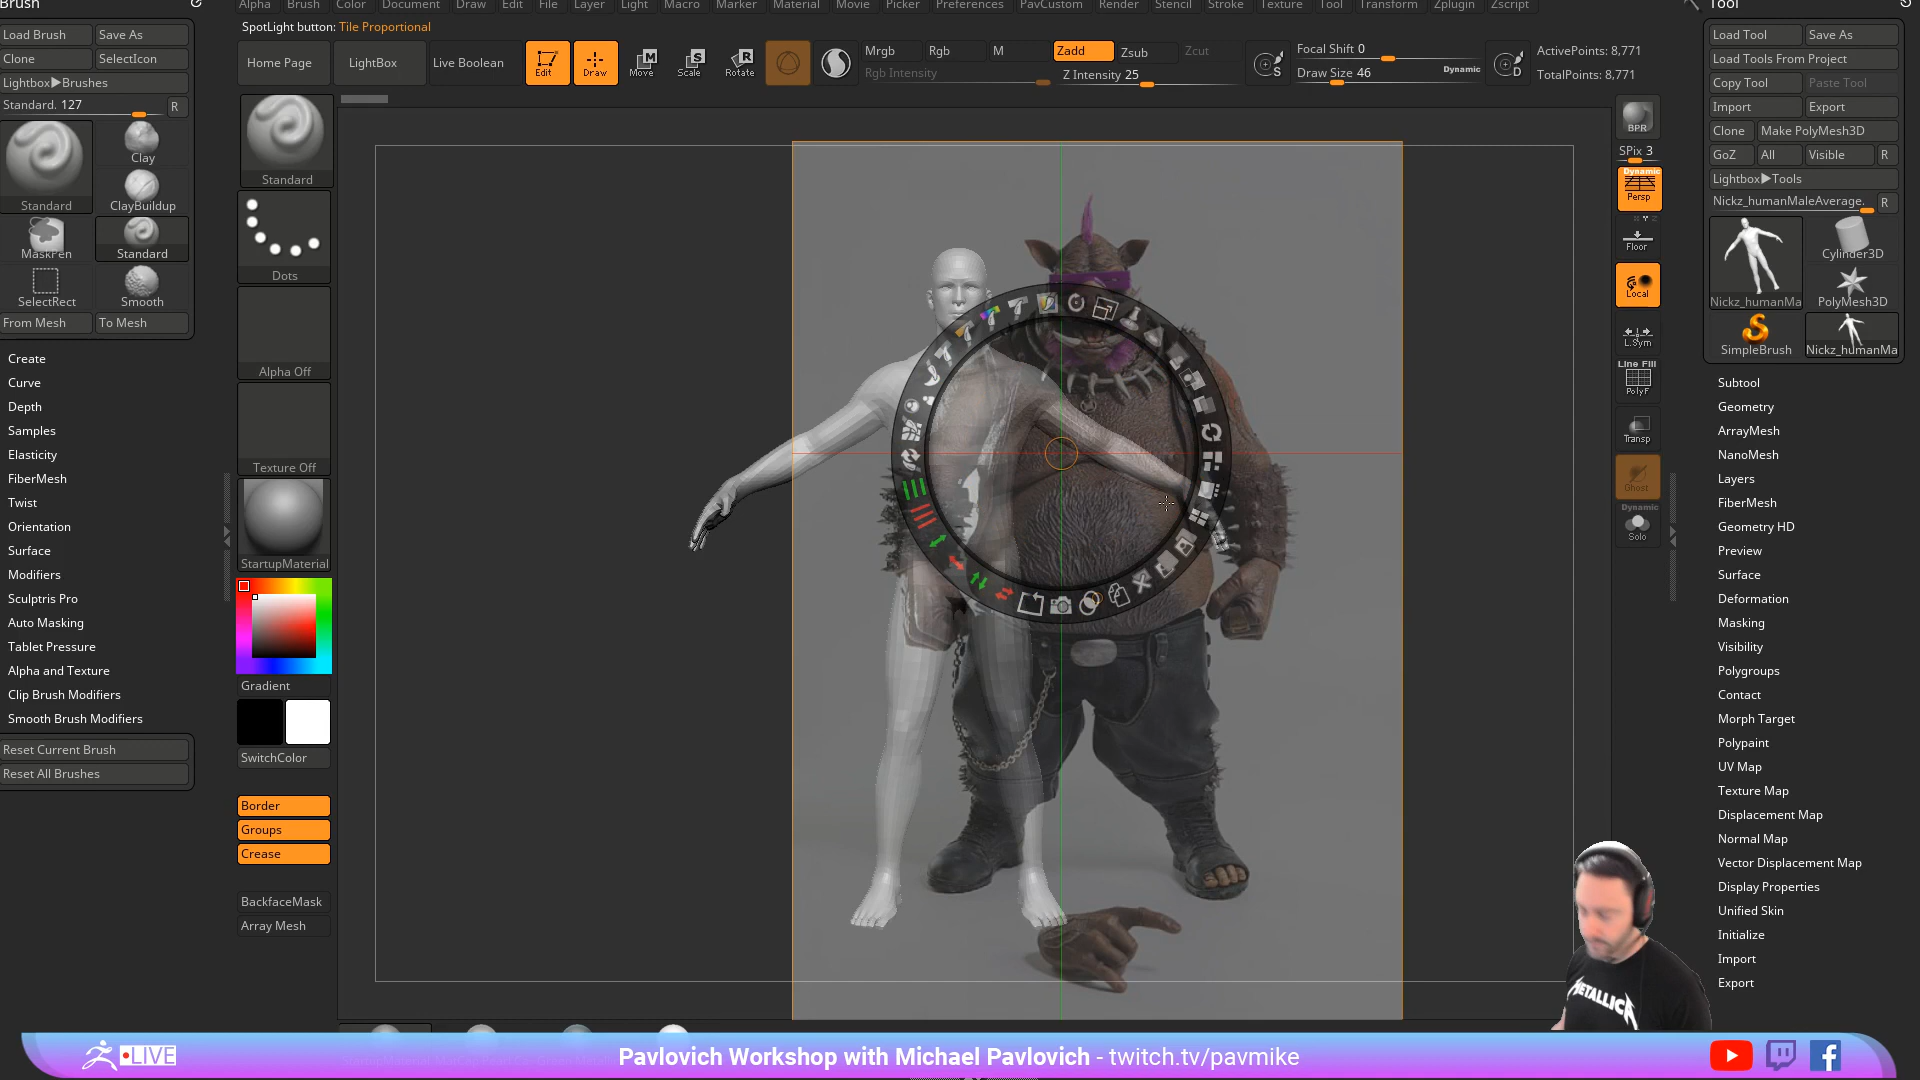 Brush
Alpha Brush Color Document Draw Edit File Layer Light Macro Marker Material Movie Picker Preferences PavCustom Render Stencil Stroke Texture Tool Transform Zplugin Zscript
Tool
SpotLight button: Tile Proportional
Load Brush Save As
Clone SelectIcon
Lightbox▶Brushes
Standard. 127 R
Standard
Clay
ClayBuildup
MaskPen
Standard
SelectRect
Smooth
From Mesh To Mesh
Create
Curve
Depth
Samples
Elasticity
FiberMesh
Twist
Orientation
Surface
Modifiers
Sculptris Pro
Auto Masking
Tablet Pressure
Alpha and Texture
Clip Brush Modifiers
Smooth Brush Modifiers
Reset Current Brush
Reset All Brushes
Home Page LightBox Live Boolean Edit Draw Move Scale Rotate
Mrgb Rgb M Zadd Zsub Zcut
Rgb Intensity Z Intensity 25
Focal Shift 0
Draw Size 46 Dynamic
ActivePoints: 8,771
TotalPoints: 8,771
Standard
Dots
Alpha Off
Texture Off
StartupMaterial
Gradient
SwitchColor
Border
Groups
Crease
BackfaceMask
Array Mesh
BPR
SPix 3
Dynamic
Persp
Floor
Local
L.Sym
Line Fill
PolyF
Transp
Ghost
Dynamic
Solo
Load Tool Save As
Load Tools From Project
Copy Tool Paste Tool
Import Export
Clone Make PolyMesh3D
GoZ All Visible R
Lightbox▶Tools
Nickz_humanMaleAverage. R
Nickz_humanMa
Cylinder3D
PolyMesh3D
SimpleBrush
Nickz_humanMa
Subtool
Geometry
ArrayMesh
NanoMesh
Layers
FiberMesh
Geometry HD
Preview
Surface
Deformation
Masking
Visibility
Polygroups
Contact
Morph Target
Polypaint
UV Map
Texture Map
Displacement Map
Normal Map
Vector Displacement Map
Display Properties
Unified Skin
Initialize
Import
Export
METALLICA
LIVE
Pavlovich Workshop with Michael Pavlovich - twitch.tv/pavmike